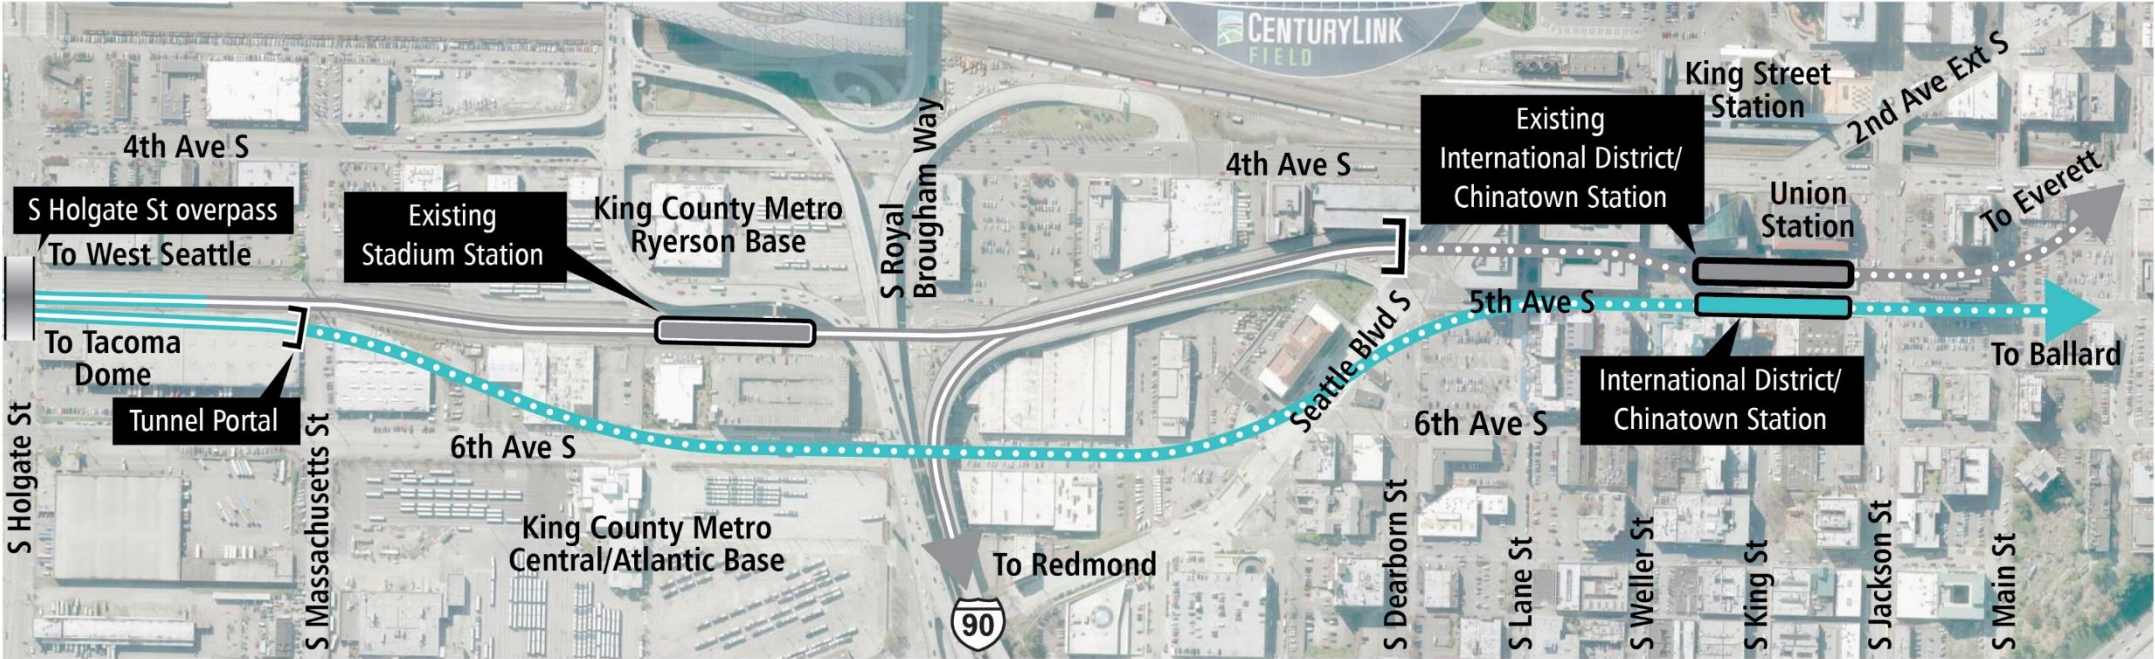 CENTURYLINK
FIELD
King Street
Station
2nd Ave Ext S
Existing
International District/
Chinatown Station
4th Ave S
4th Ave S
S Holgate St overpass
To West Seattle
Existing
Stadium Station
King County Metro
Ryerson Base
S Royal
Brougham Way
Union
Station
To Everett
5th Ave S
To Tacoma
Dome
Tunnel Portal
Seattle Blvd S
To Ballard
International District/
Chinatown Station
6th Ave S
6th Ave S
S Holgate St
S Massachusetts St
King County Metro
Central/Atlantic Base
To Redmond
90
S Dearborn St
S Lane St
S Weller St
S King St
S Jackson St
S Main St